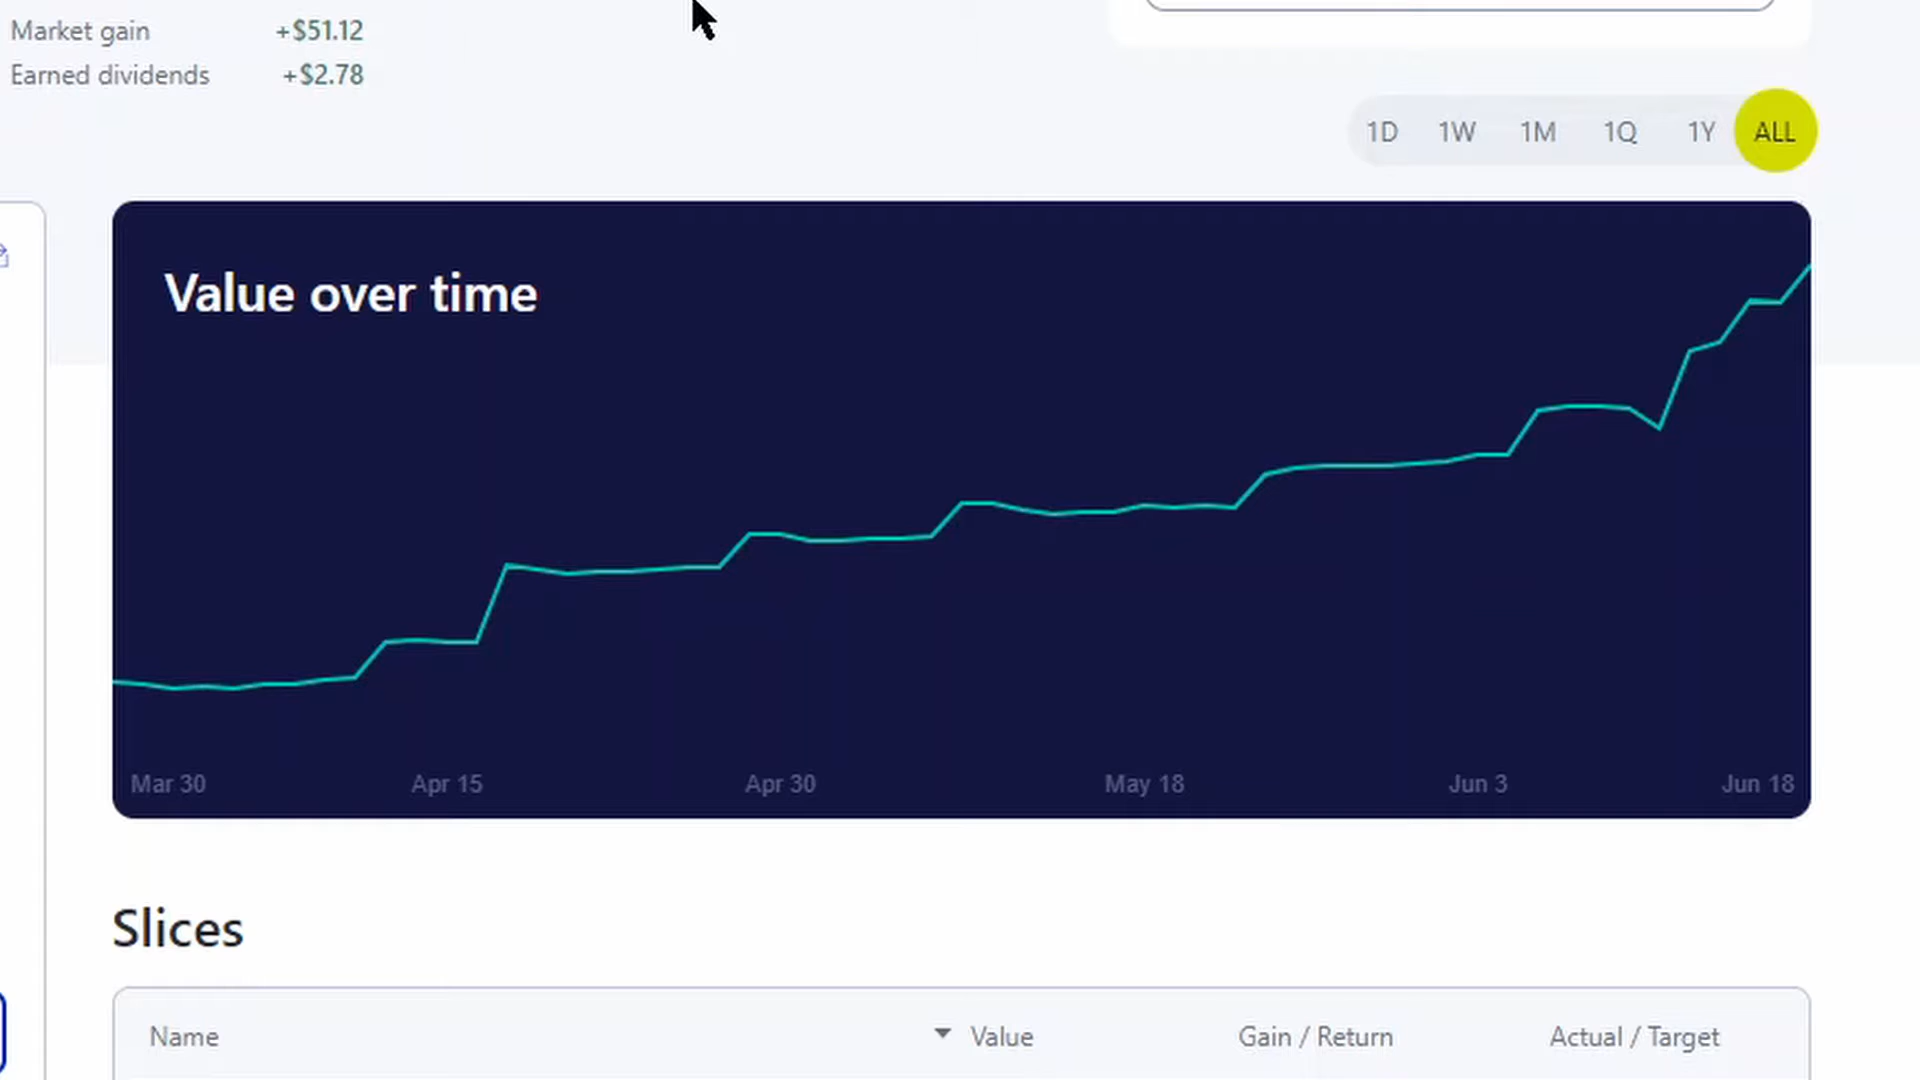 Market gain +$51.12
Earned dividends +$2.78
1D 1W 1M 1Q 1Y ALL
Value over time
Mar 30 Apr 15 Apr 30 May 18 Jun 3 Jun 18
Slices
Name Value Gain / Return Actual / Target